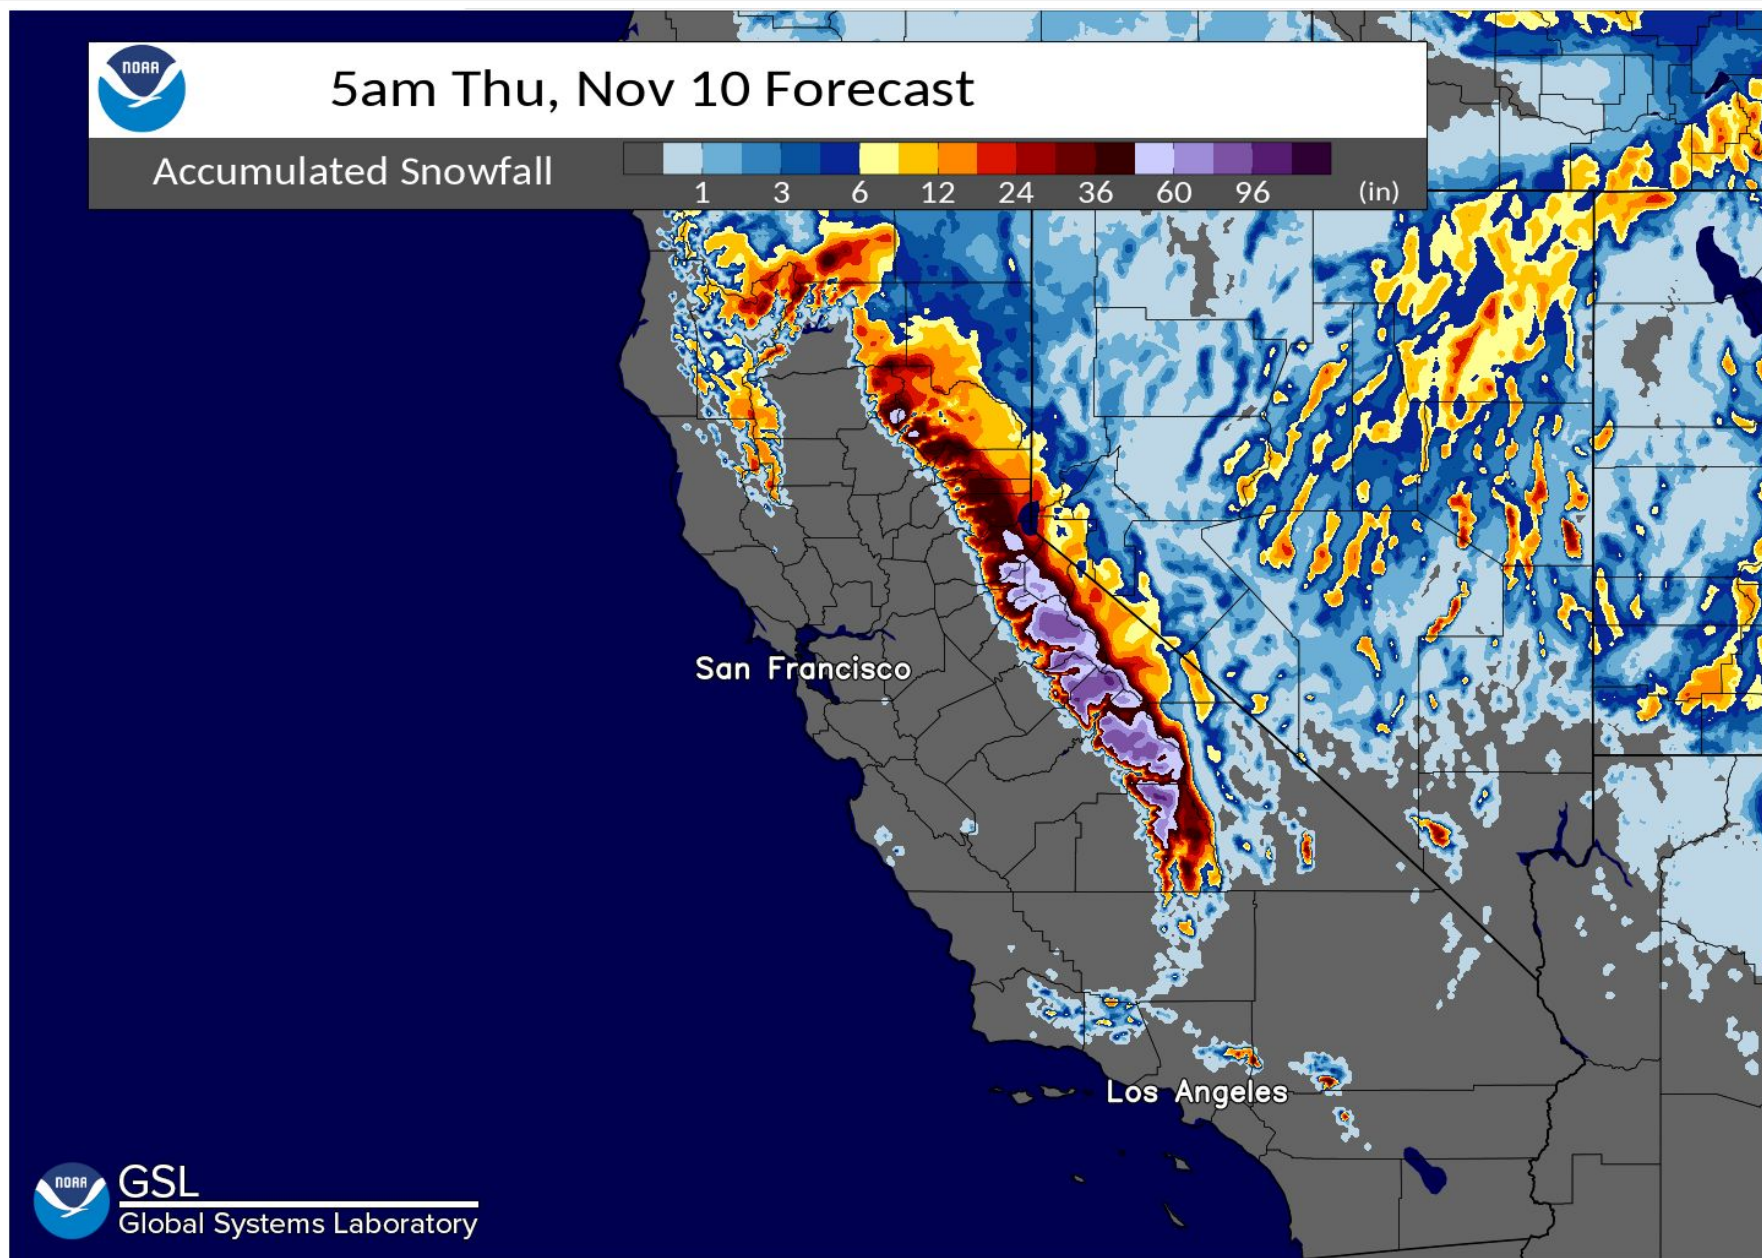 NOAA
5am Thu, Nov 10 Forecast
Accumulated Snowfall
1 3 6 12 24 36 60 96 (in)
San Francisco
Los Angeles
NOAA
GSL
Global Systems Laboratory